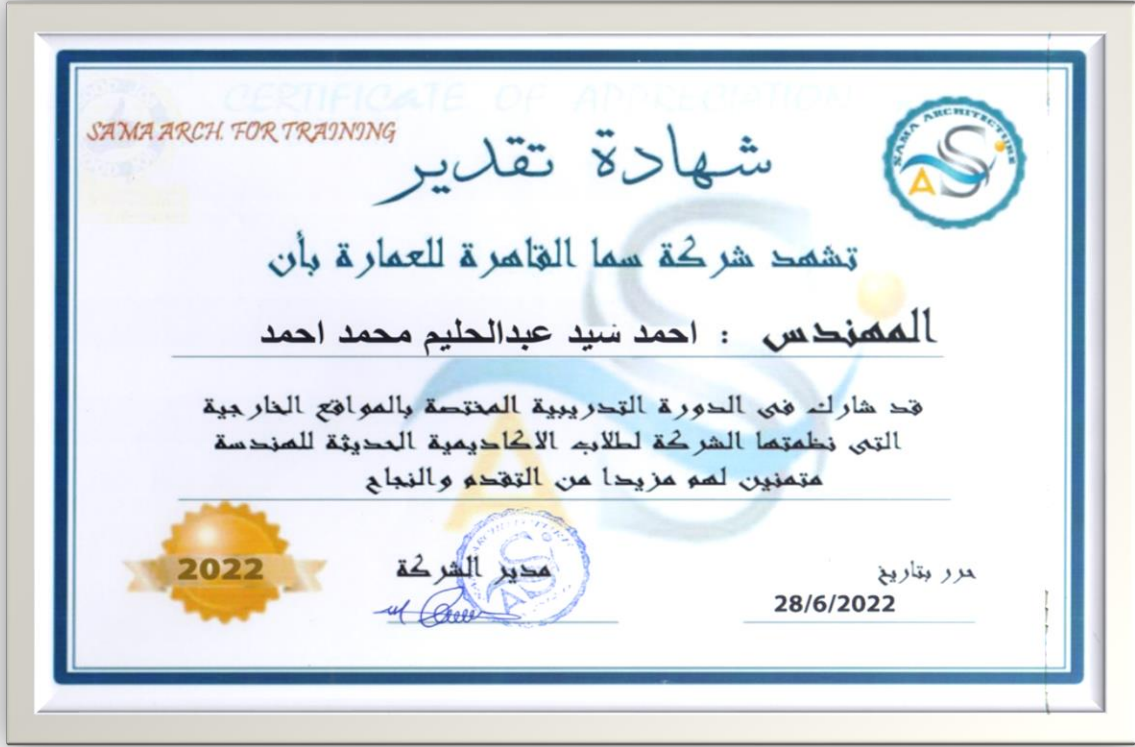 CERTIFICATE OF APPRECIATION
SAMA ARCH. FOR TRAINING
SAMA ARCHITECTURE
شهادة تقدير
تشهد شركة سما القاهرة للعمارة بأن
المهندس : احمد سيد عبدالحليم محمد احمد
قد شارك فى الدورة التدريبية المختصة بالمواقع الخارجية
التى نظمتها الشركة لطلاب الاكاديمية الحديثة للهندسة
متمنين لهم مزيدا من التقدم والنجاح
2022
مدير الشركة
حرر بتاريخ
28/6/2022